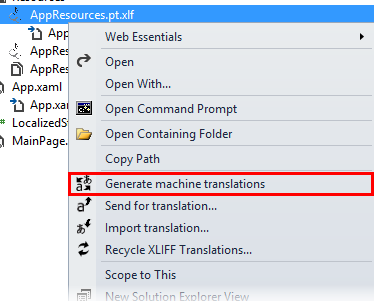 AppResources.pt.xlf
App
AppRes
AppRes
App.xaml
App.xa
LocalizedSt
MainPage.
Web Essentials
Open
Open With...
Open Command Prompt
Open Containing Folder
Copy Path
Generate machine translations
Send for translation...
Import translation...
Recycle XLIFF Translations...
Scope to This
New Solution Explorer View